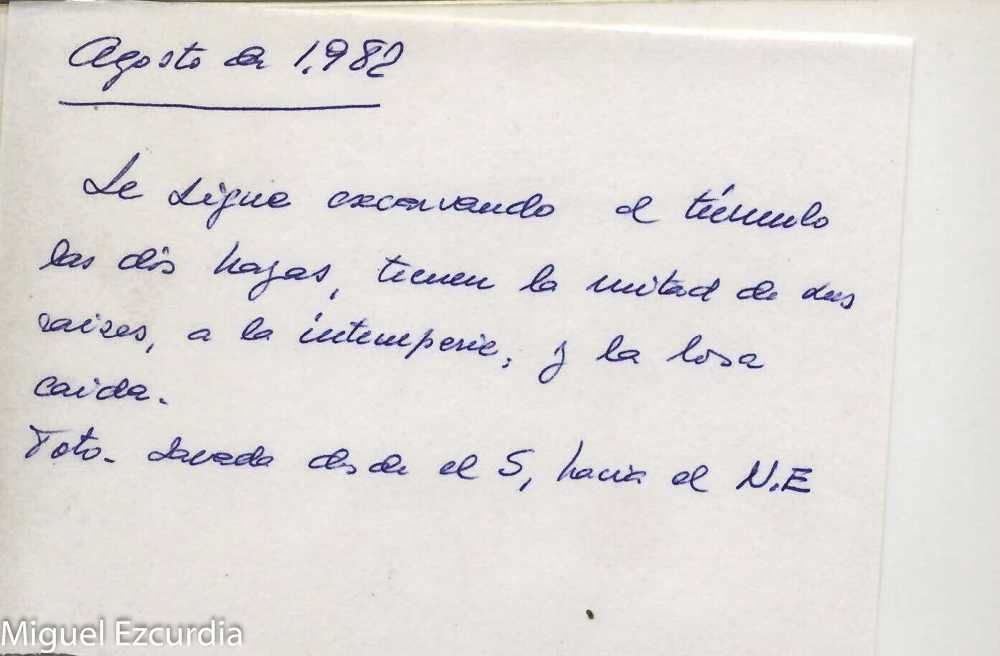 Agosto de 1.982
Se sigue excarvando el túmulo
las dos hayas, tienen la mitad de sus
raizes, a la intemperie, y la losa
caida.
Foto- sacada desde el S, hacia el N.E
Miguel Ezcurdia